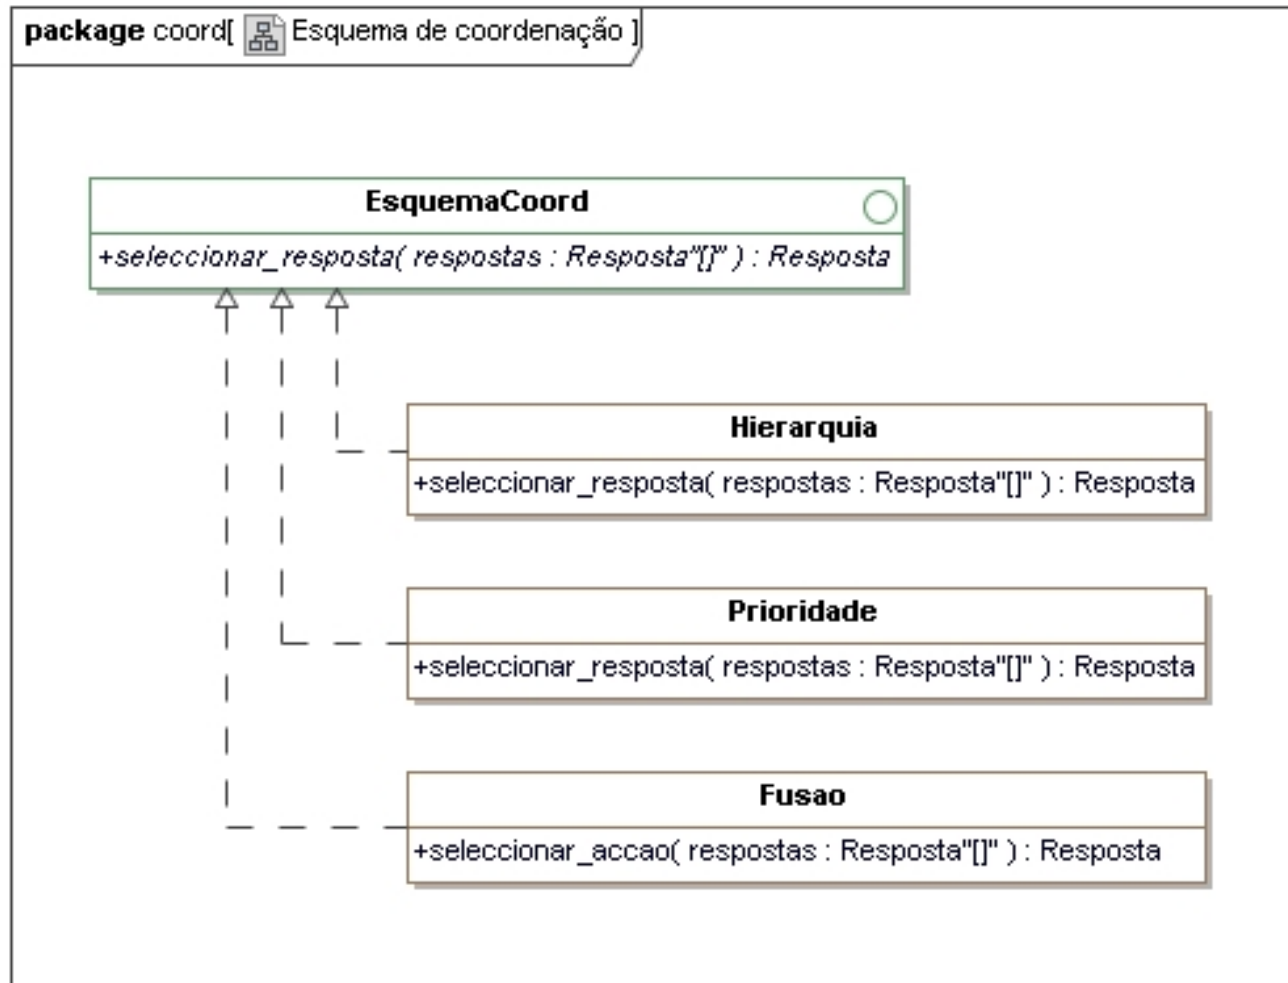 package coord[ Esquema de coordenação ]
EsquemaCoord
+seleccionar_resposta( respostas : Resposta"[]" ) : Resposta
Hierarquia
+seleccionar_resposta( respostas : Resposta"[]" ) : Resposta
Prioridade
+seleccionar_resposta( respostas : Resposta"[]" ) : Resposta
Fusao
+seleccionar_accao( respostas : Resposta"[]" ) : Resposta